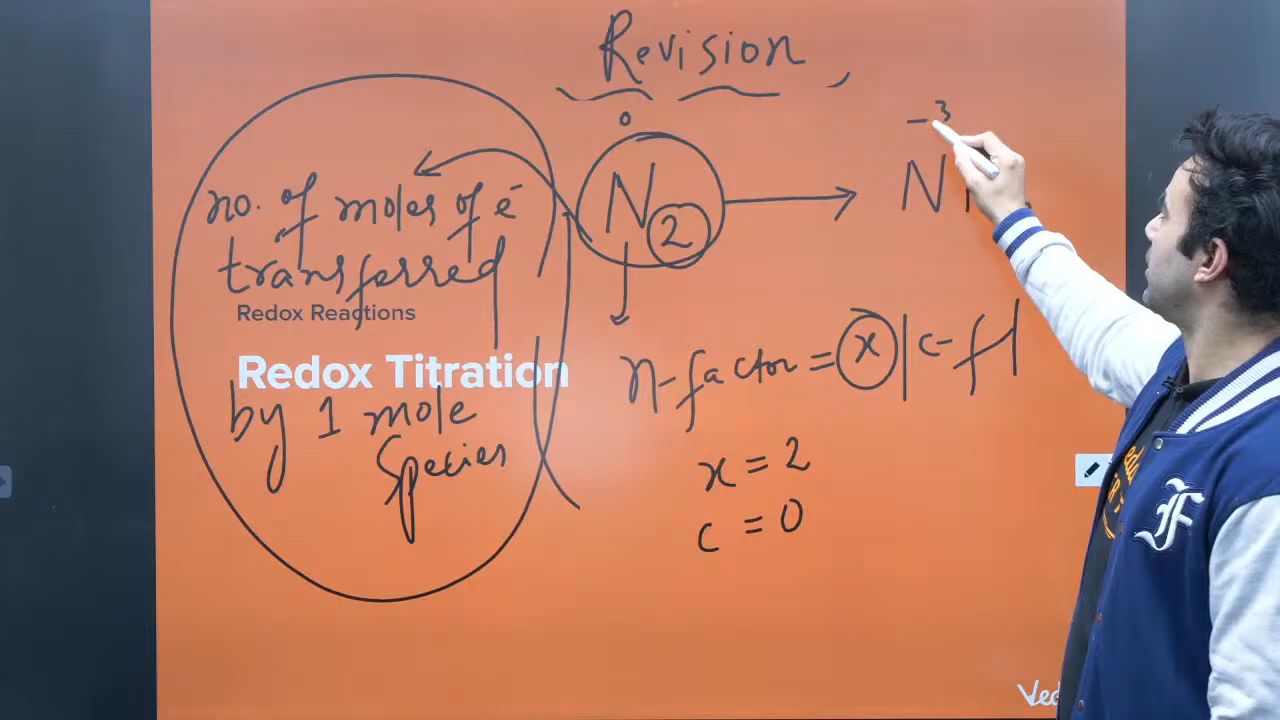 Revision,
0
-3
N2 → N
no. of moles of e-
transferred
Redox Reactions
Redox Titration
by 1 mole
Species
n-factor = x|c-f|
x = 2
c = 0
F
Ved